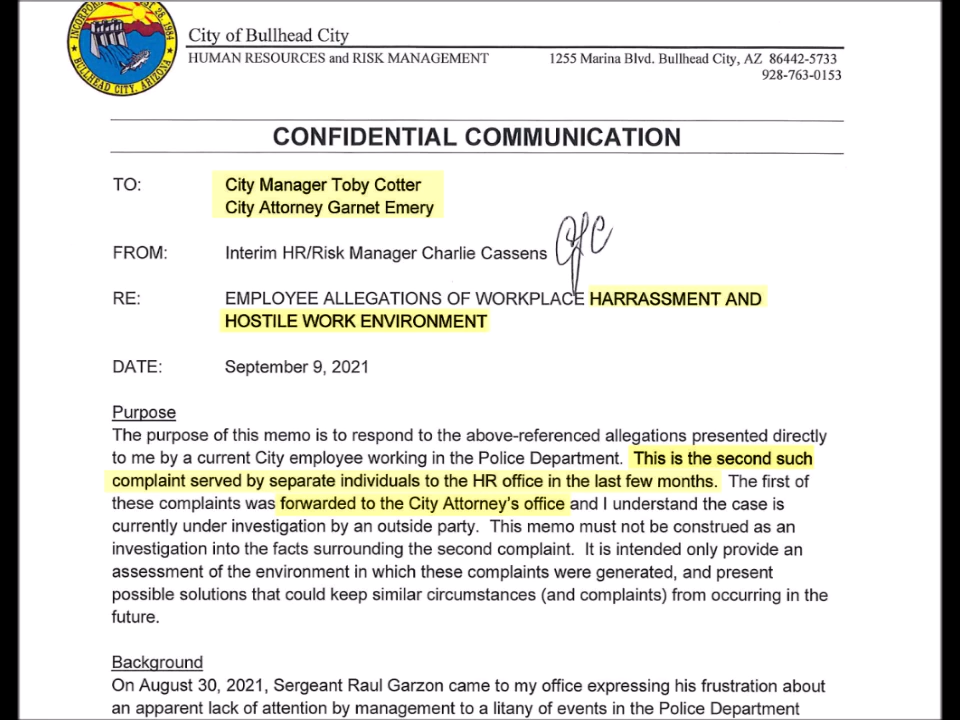 INCORPORATED 28, 1984
BULLHEAD CITY, ARIZONA
City of Bullhead City
HUMAN RESOURCES and RISK MANAGEMENT 1255 Marina Blvd. Bullhead City, AZ 86442-5733
928-763-0153
CONFIDENTIAL COMMUNICATION
TO: City Manager Toby Cotter
City Attorney Garnet Emery
FROM: Interim HR/Risk Manager Charlie Cassens
RE: EMPLOYEE ALLEGATIONS OF WORKPLACE HARRASSMENT AND
HOSTILE WORK ENVIRONMENT
DATE: September 9, 2021
Purpose
The purpose of this memo is to respond to the above-referenced allegations presented directly
to me by a current City employee working in the Police Department. This is the second such
complaint served by separate individuals to the HR office in the last few months. The first of
these complaints was forwarded to the City Attorney's office and I understand the case is
currently under investigation by an outside party. This memo must not be construed as an
investigation into the facts surrounding the second complaint. It is intended only provide an
assessment of the environment in which these complaints were generated, and present
possible solutions that could keep similar circumstances (and complaints) from occurring in the
future.
Background
On August 30, 2021, Sergeant Raul Garzon came to my office expressing his frustration about
an apparent lack of attention by management to a litany of events in the Police Department